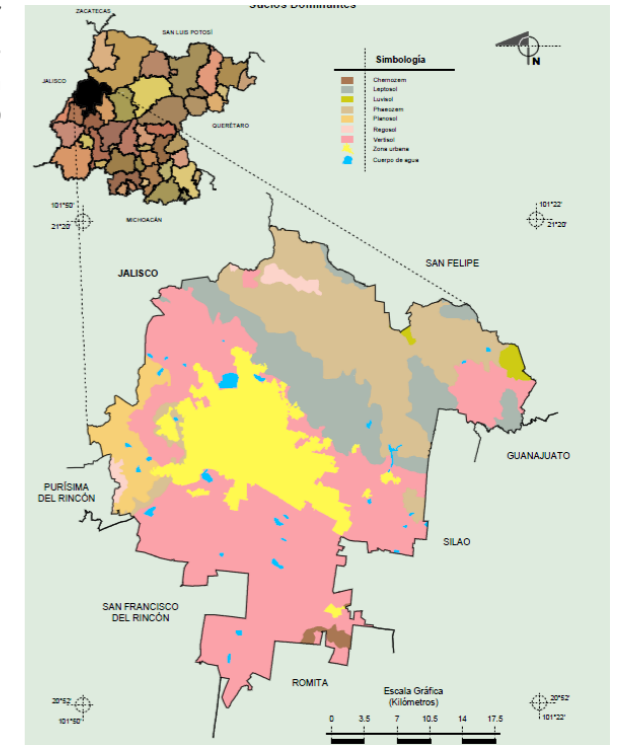 Suelos Dominantes
ZACATECAS
SAN LUIS POTOSÍ
JALISCO
QUERÉTARO
MICHOACÁN
N
Simbología
Chernozem
Leptosol
Luvisol
Phaeozem
Planosol
Regosol
Vertisol
Zona urbana
Cuerpo de agua
101°50'
21°20'
101°22'
21°20'
JALISCO
SAN FELIPE
GUANAJUATO
PURÍSIMA
DEL RINCÓN
SILAO
SAN FRANCISCO
DEL RINCÓN
ROMITA
20°52'
101°50'
Escala Gráfica
(Kilómetros)
0 3.5 7 10.5 14 17.5
20°52'
101°22'